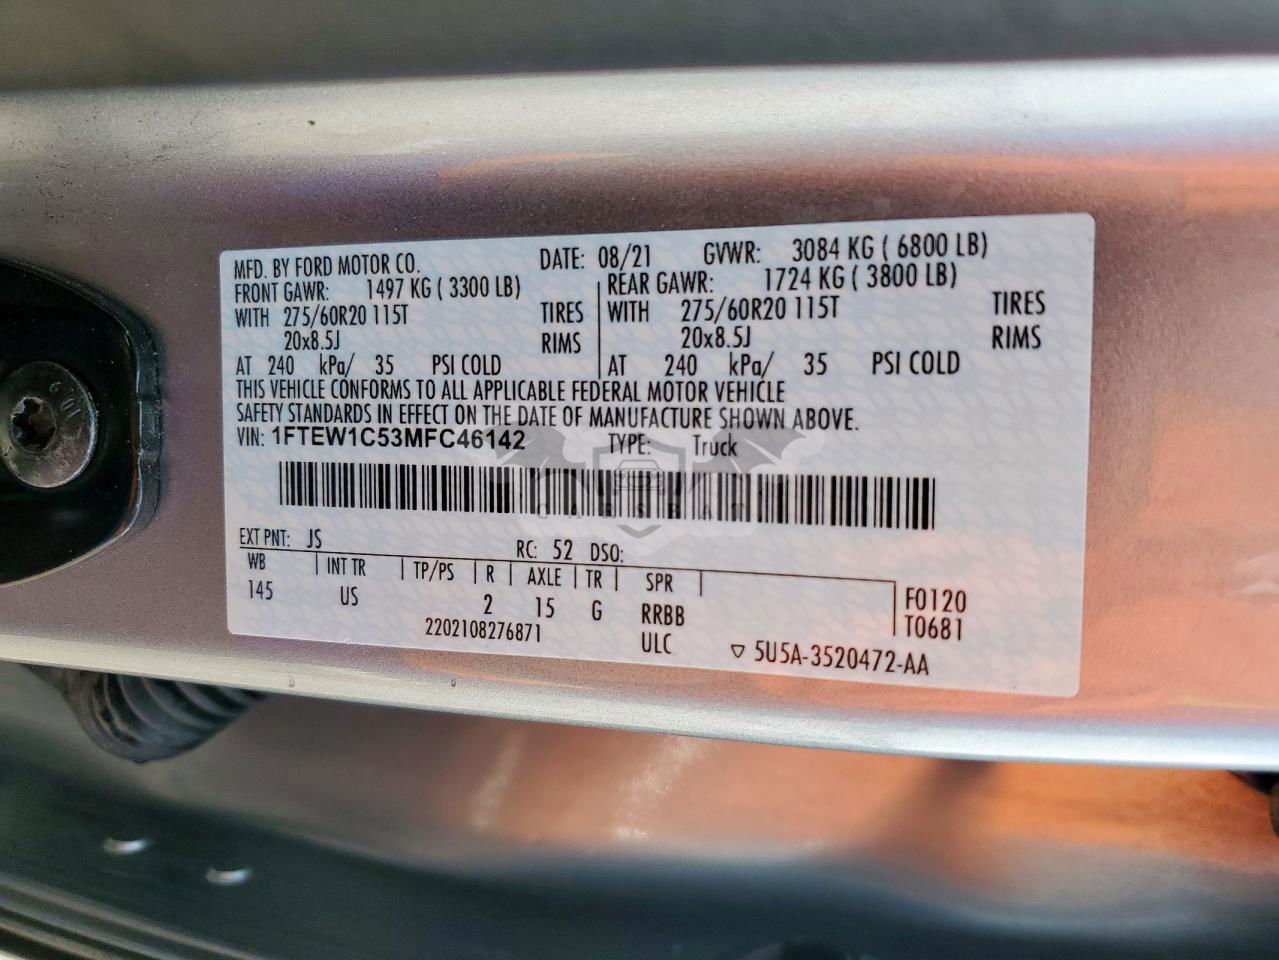 MFD. BY FORD MOTOR CO. DATE: 08/21 GVWR: 3084 KG ( 6800 LB)
FRONT GAWR: 1497 KG ( 3300 LB) REAR GAWR: 1724 KG ( 3800 LB)
WITH 275/60R20 115T TIRES WITH 275/60R20 115T TIRES
20x8.5J RIMS 20x8.5J RIMS
AT 240 kPa/ 35 PSI COLD AT 240 kPa/ 35 PSI COLD
THIS VEHICLE CONFORMS TO ALL APPLICABLE FEDERAL MOTOR VEHICLE
SAFETY STANDARDS IN EFFECT ON THE DATE OF MANUFACTURE SHOWN ABOVE.
VIN: 1FTEW1C53MFC46142 TYPE: Truck
CARSBAT
EXT PNT: JS RC: 52 DSO:
WB INT TR TP/PS R AXLE TR SPR
145 US 2 15 G RRBB F0120
2202108276871 ULC T0681
▽ 5U5A-3520472-AA
10.9